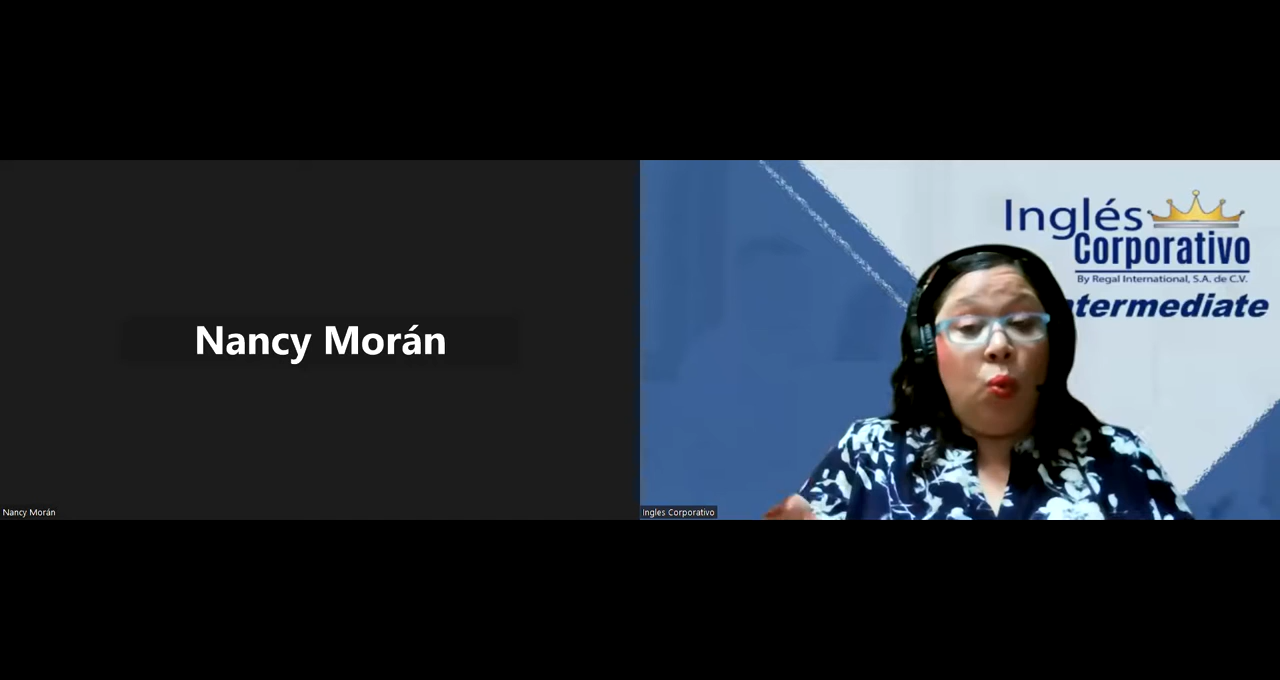 Nancy Morán
Nancy Morán
Inglés
Corporativo
By Regal International, S.A. de C.V.
ntermediate
Ingles Corporativo